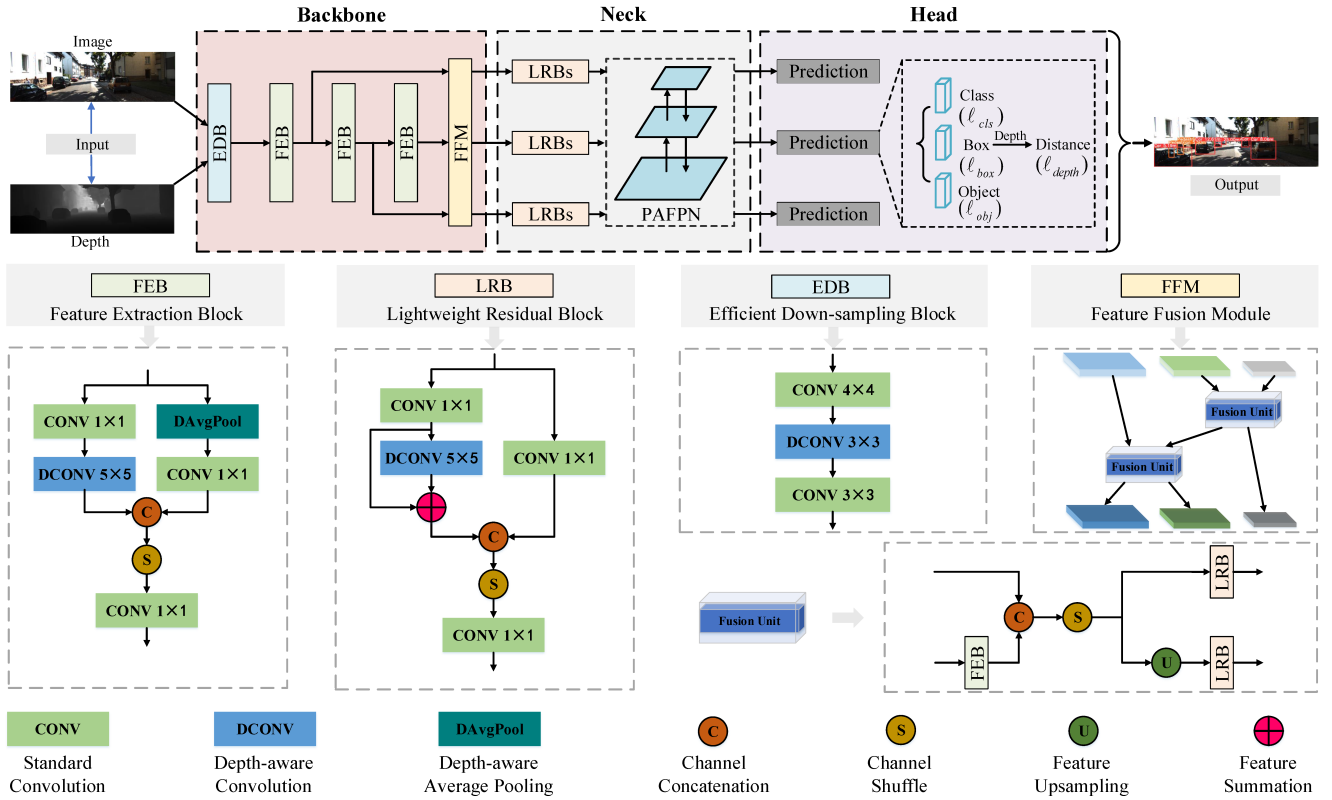 Backbone
Neck
Head
Image
Input
Depth
EDB
FEB
FEB
FEB
FFM
LRBs
LRBs
LRBs
PAFPN
Prediction
Prediction
Prediction
Class
(ℓ cls)
Box
(ℓ box)
Object
(ℓ obj)
Depth
Distance
(ℓ depth)
Output
FEB
Feature Extraction Block
LRB
Lightweight Residual Block
EDB
Efficient Down-sampling Block
FFM
Feature Fusion Module
CONV 1×1
DAvgPool
DCONV 5×5
CONV 1×1
C
S
CONV 1×1
CONV 1×1
DCONV 5×5
CONV 1×1
C
S
CONV 1×1
CONV 4×4
DCONV 3×3
CONV 3×3
Fusion Unit
Fusion Unit
Fusion Unit
FEB
C
S
U
LRB
LRB
CONV
Standard
Convolution
DCONV
Depth-aware
Convolution
DAvgPool
Depth-aware
Average Pooling
C
Channel
Concatenation
S
Channel
Shuffle
U
Feature
Upsampling
Feature
Summation